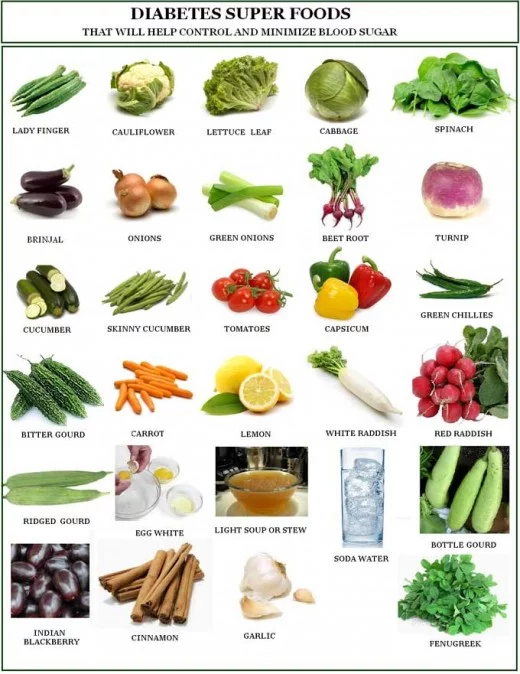 DIABETES SUPER FOODS
THAT WILL HELP CONTROL AND MINIMIZE BLOOD SUGAR
LADY FINGER
CAULIFLOWER
LETTUCE LEAF
CABBAGE
SPINACH
BRINJAL
ONIONS
GREEN ONIONS
BEET ROOT
TURNIP
CUCUMBER
SKINNY CUCUMBER
TOMATOES
CAPSICUM
GREEN CHILLIES
BITTER GOURD
CARROT
LEMON
WHITE RADDISH
RED RADDISH
RIDGED GOURD
EGG WHITE
LIGHT SOUP OR STEW
SODA WATER
BOTTLE GOURD
INDIAN
BLACKBERRY
CINNAMON
GARLIC
FENUGREEK